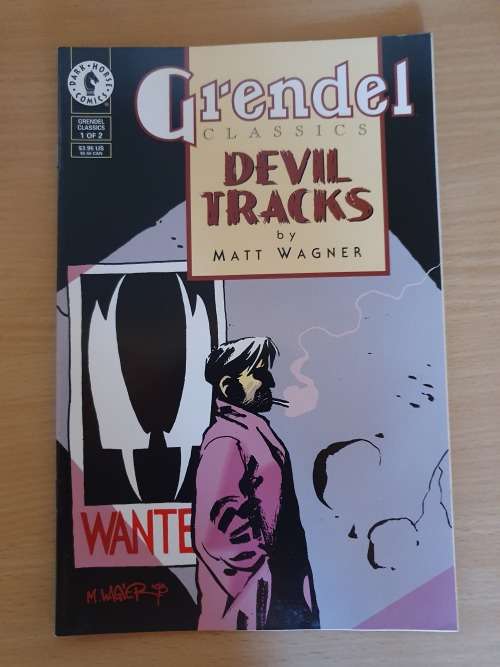 DARK HORSE COMICS
GRENDEL
CLASSICS
1 OF 2
$3.95 US
Grendel
CLASSICS
DEVIL
TRACKS
by
MATT WAGNER
WANTE
M. WAGNER